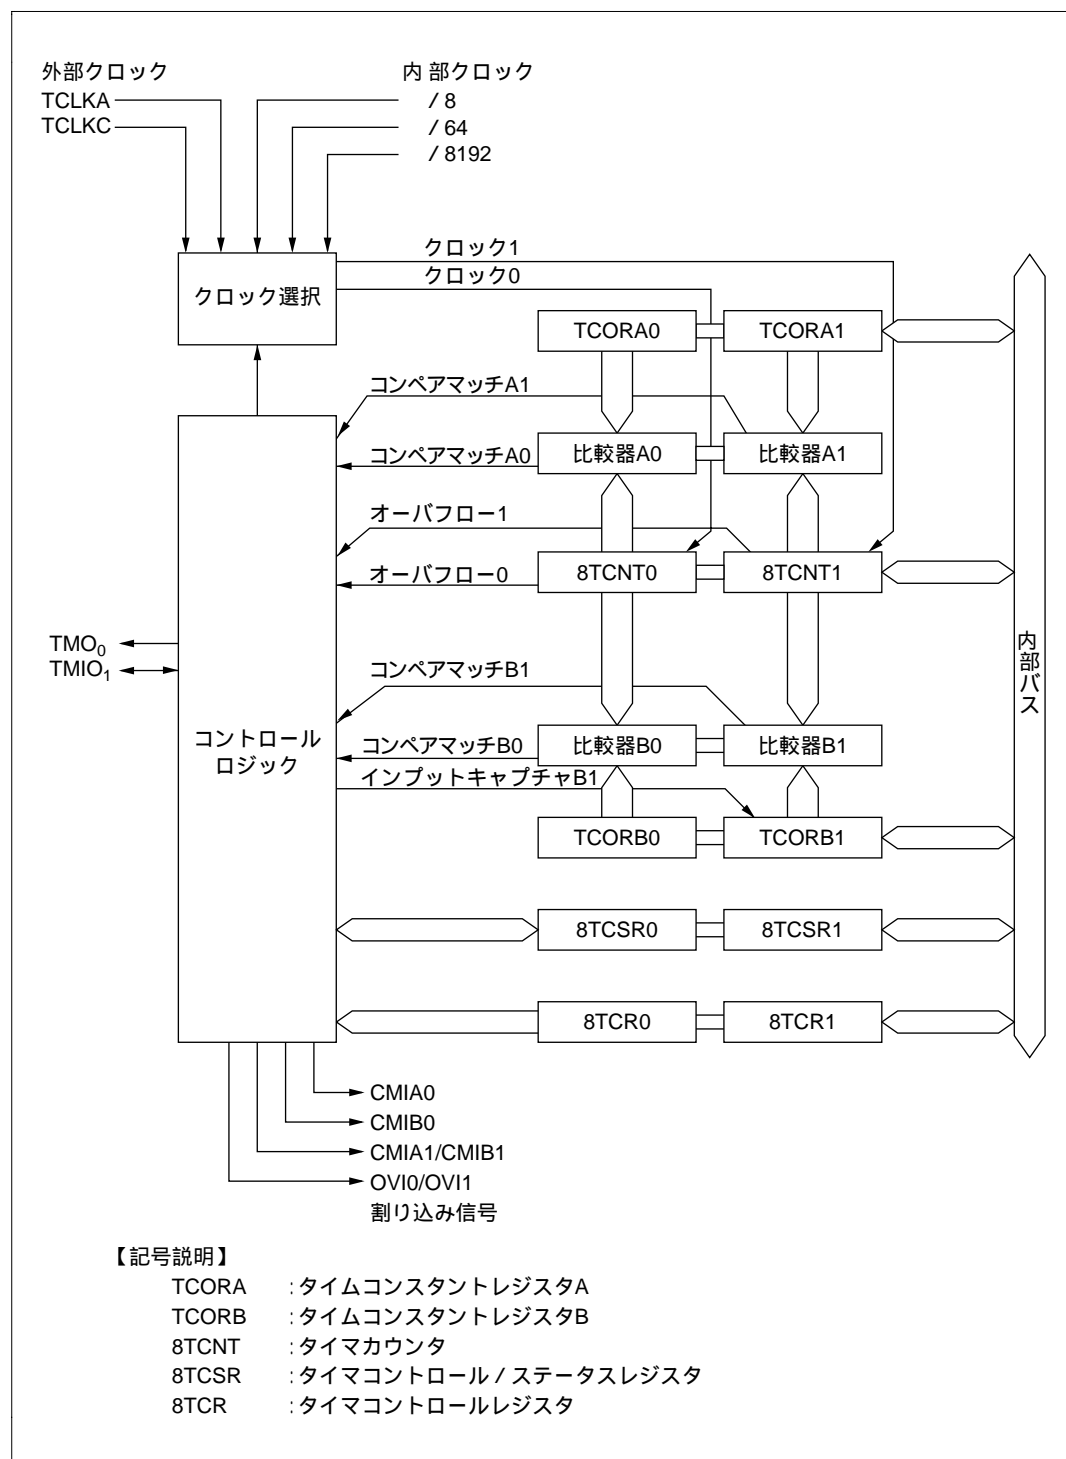 外部クロック
内部クロック
TCLKA
/ 8
TCLKC
/ 64
/ 8192
クロック1
クロック0
クロック選択
TCORA0
TCORA1
コンペアマッチA1
コンペアマッチA0
比較器A0
比較器A1
オーバフロー1
オーバフロー0
8TCNT0
8TCNT1
TMO0
TMIO1
内部バス
コンペアマッチB1
コントロール
ロジック
コンペアマッチB0
比較器B0
比較器B1
インプットキャプチャB1
TCORB0
TCORB1
8TCSR0
8TCSR1
8TCR0
8TCR1
CMIA0
CMIB0
CMIA1/CMIB1
OVI0/OVI1
割り込み信号
【記号説明】
TCORA :タイムコンスタントレジスタA
TCORB :タイムコンスタントレジスタB
8TCNT :タイマカウンタ
8TCSR :タイマコントロール / ステータスレジスタ
8TCR :タイマコントロールレジスタ